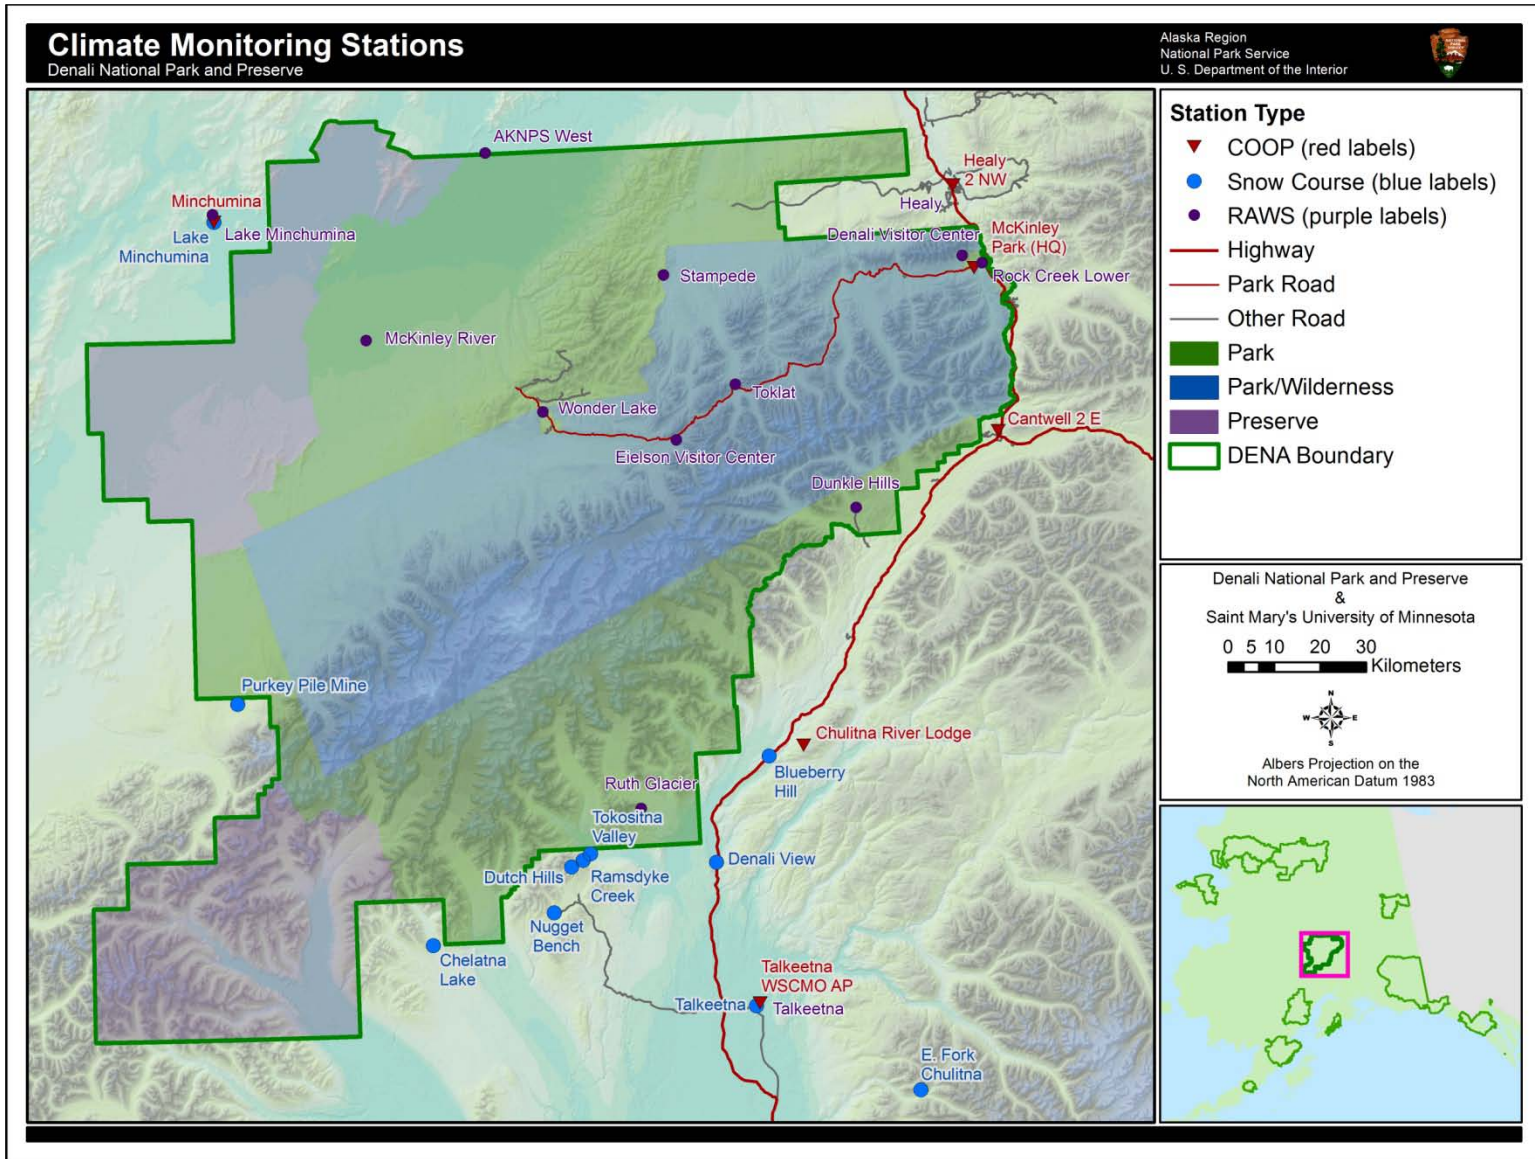 Climate Monitoring Stations
Denali National Park and Preserve
Alaska Region
National Park Service
U. S. Department of the Interior
AKNPS West
Healy
2 NW
Healy
Minchumina
Lake Minchumina
Lake
Minchumina
Denali Visitor Center
McKinley
Park (HQ)
Rock Creek Lower
Stampede
McKinley River
Wonder Lake
Toklat
Cantwell 2 E
Eielson Visitor Center
Dunkle Hills
Purkey Pile Mine
Chulitna River Lodge
Blueberry
Hill
Ruth Glacier
Tokositna
Valley
Dutch Hills
Ramsdyke
Creek
Denali View
Nugget
Bench
Chelatna
Lake
Talkeetna
WSCMO AP
Talkeetna
Talkeetna
E. Fork
Chulitna
Station Type
COOP (red labels)
Snow Course (blue labels)
RAWS (purple labels)
Highway
Park Road
Other Road
Park
Park/Wilderness
Preserve
DENA Boundary
Denali National Park and Preserve
&
Saint Mary's University of Minnesota
0 5 10 20 30
Kilometers
N
W E
S
Albers Projection on the
North American Datum 1983